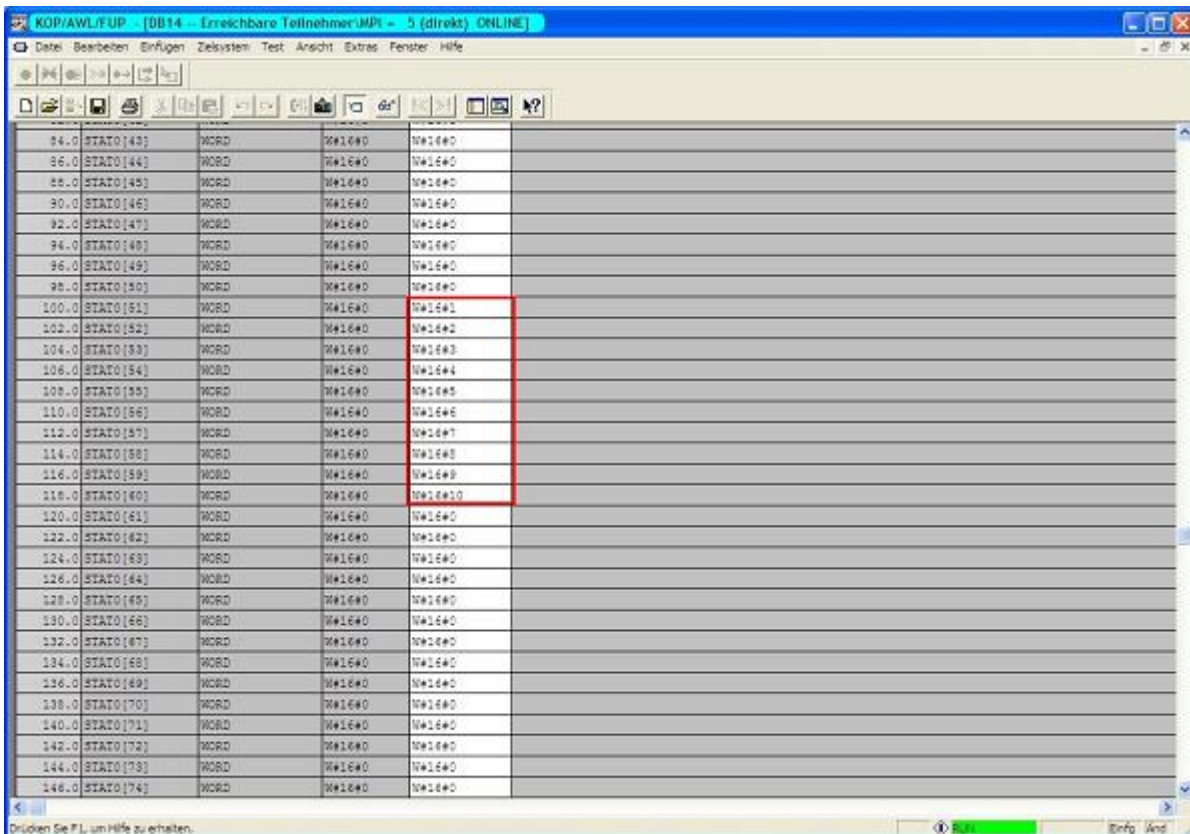 KOP/AWL/FUP - [DB14 -- Erreichbare Teilnehmer\MPI = 5 (direkt) ONLINE]
Datei Bearbeiten Einfügen Zielsystem Test Ansicht Extras Fenster Hilfe
84.0 STAT0[43] WORD W#16#0 W#16#0
86.0 STAT0[44] WORD W#16#0 W#16#0
88.0 STAT0[45] WORD W#16#0 W#16#0
90.0 STAT0[46] WORD W#16#0 W#16#0
92.0 STAT0[47] WORD W#16#0 W#16#0
94.0 STAT0[48] WORD W#16#0 W#16#0
96.0 STAT0[49] WORD W#16#0 W#16#0
98.0 STAT0[50] WORD W#16#0 W#16#0
100.0 STAT0[51] WORD W#16#0 W#16#1
102.0 STAT0[52] WORD W#16#0 W#16#2
104.0 STAT0[53] WORD W#16#0 W#16#3
106.0 STAT0[54] WORD W#16#0 W#16#4
108.0 STAT0[55] WORD W#16#0 W#16#5
110.0 STAT0[56] WORD W#16#0 W#16#6
112.0 STAT0[57] WORD W#16#0 W#16#7
114.0 STAT0[58] WORD W#16#0 W#16#8
116.0 STAT0[59] WORD W#16#0 W#16#9
118.0 STAT0[60] WORD W#16#0 W#16#10
120.0 STAT0[61] WORD W#16#0 W#16#0
122.0 STAT0[62] WORD W#16#0 W#16#0
124.0 STAT0[63] WORD W#16#0 W#16#0
126.0 STAT0[64] WORD W#16#0 W#16#0
128.0 STAT0[65] WORD W#16#0 W#16#0
130.0 STAT0[66] WORD W#16#0 W#16#0
132.0 STAT0[67] WORD W#16#0 W#16#0
134.0 STAT0[68] WORD W#16#0 W#16#0
136.0 STAT0[69] WORD W#16#0 W#16#0
138.0 STAT0[70] WORD W#16#0 W#16#0
140.0 STAT0[71] WORD W#16#0 W#16#0
142.0 STAT0[72] WORD W#16#0 W#16#0
144.0 STAT0[73] WORD W#16#0 W#16#0
146.0 STAT0[74] WORD W#16#0 W#16#0
Drücken Sie F1, um Hilfe zu erhalten. RUN Einfg Änd